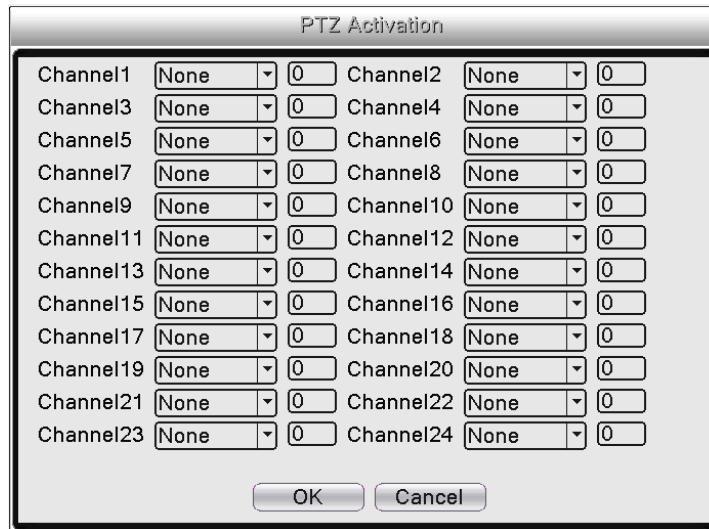 PTZ Activation
Channel1 None 0 Channel2 None 0
Channel3 None 0 Channel4 None 0
Channel5 None 0 Channel6 None 0
Channel7 None 0 Channel8 None 0
Channel9 None 0 Channel10 None 0
Channel11 None 0 Channel12 None 0
Channel13 None 0 Channel14 None 0
Channel15 None 0 Channel16 None 0
Channel17 None 0 Channel18 None 0
Channel19 None 0 Channel20 None 0
Channel21 None 0 Channel22 None 0
Channel23 None 0 Channel24 None 0
OK Cancel